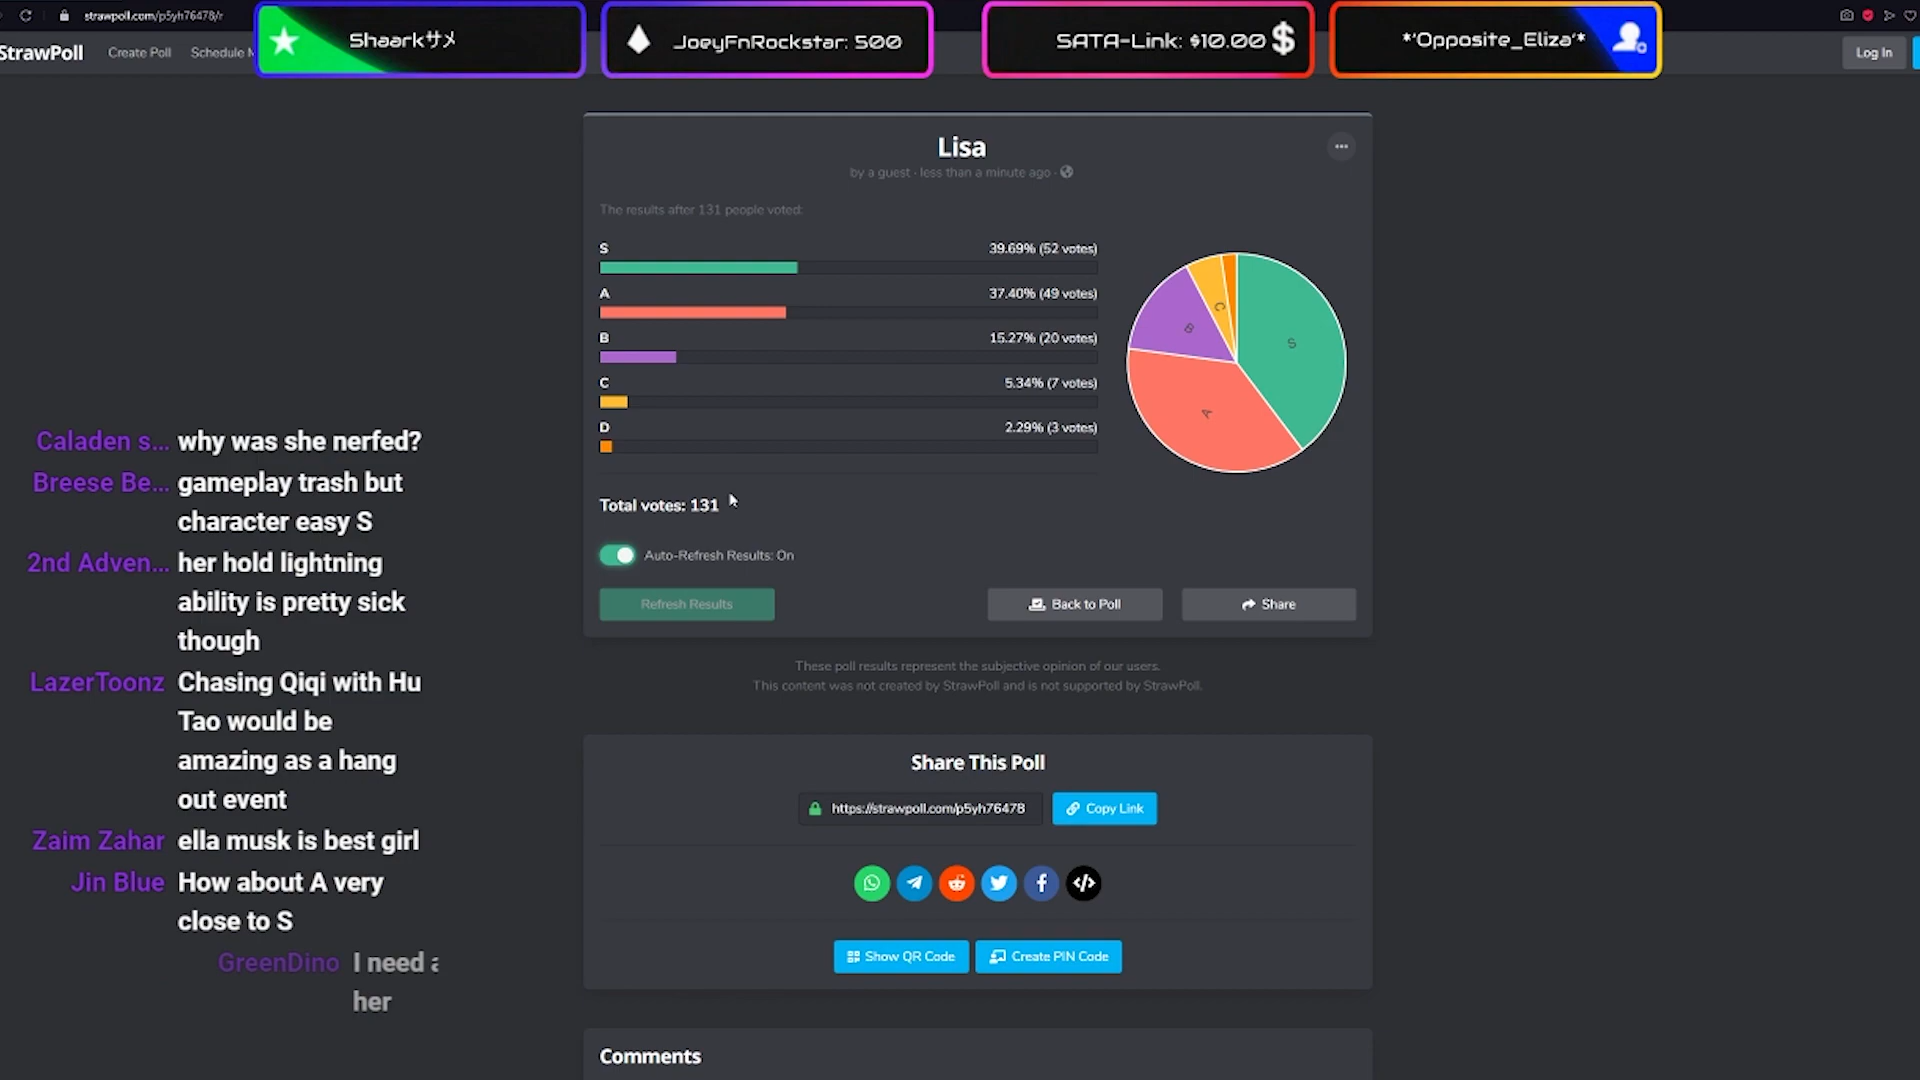 strawpoll.com/p5yh76478/r
StrawPoll
Create Poll
Schedule M
Shaarkサメ
JoeyFnRockstar: 500
SATA-Link: $10.00 $
*'Opposite_Eliza'*
Log In
Lisa
by a guest · less than a minute ago ·
The results after 131 people voted:
S 39.69% (52 votes)
A 37.40% (49 votes)
B 15.27% (20 votes)
C 5.34% (7 votes)
D 2.29% (3 votes)
S
A
B
C
Total votes: 131
Auto-Refresh Results: On
Refresh Results
Back to Poll
Share
These poll results represent the subjective opinion of our users.
This content was not created by StrawPoll and is not supported by StrawPoll.
Share This Poll
https://strawpoll.com/p5yh76478
Copy Link
Show QR Code
Create PIN Code
Comments
Caladen s... why was she nerfed?
Breese Be... gameplay trash but
character easy S
2nd Adven... her hold lightning
ability is pretty sick
though
LazerToonz Chasing Qiqi with Hu
Tao would be
amazing as a hang
out event
Zaim Zahar ella musk is best girl
Jin Blue How about A very
close to S
GreenDino I need a
her